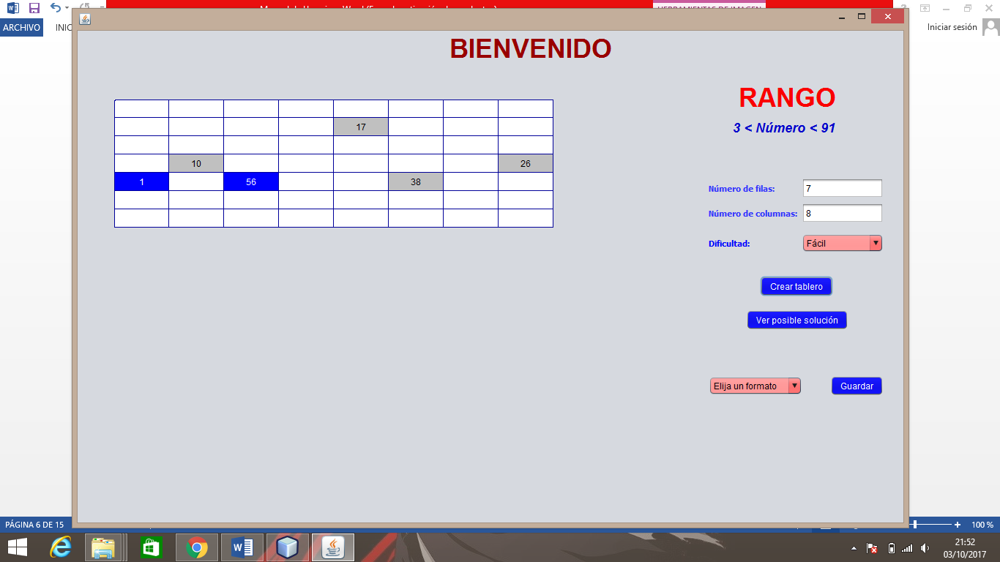 ARCHIVO
INIC
Iniciar sesión
BIENVENIDO
RANGO
3 < Número < 91
17
10
26
1
56
38
Número de filas:
7
Número de columnas:
8
Dificultad:
Fácil
Crear tablero
Ver posible solución
Elija un formato
Guardar
PÁGINA 6 DE 15
100 %
21:52
03/10/2017